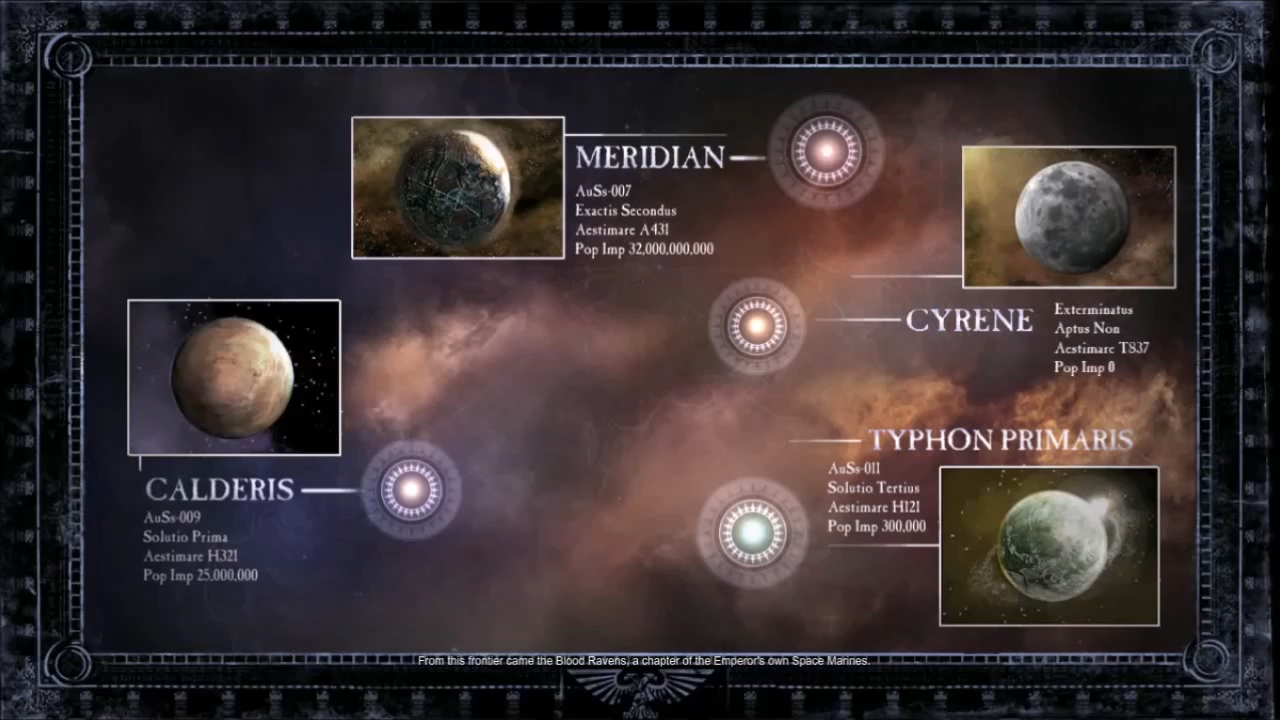 MERIDIAN
AuSs-007
Exactis Secundus
Aestimare A431
Pop Imp 32,000,000,000
CYRENE
Exterminatus
Aptus Non
Aestimare T837
Pop Imp 0
TYPHON PRIMARIS
AuSs-011
Solutio Tertius
Aestimare H121
Pop Imp 300,000
CALDERIS
AuSs-009
Solutio Prima
Aestimare H321
Pop Imp 25,000,000
From this frontier came the Blood Ravens, a chapter of the Emperor's own Space Marines.